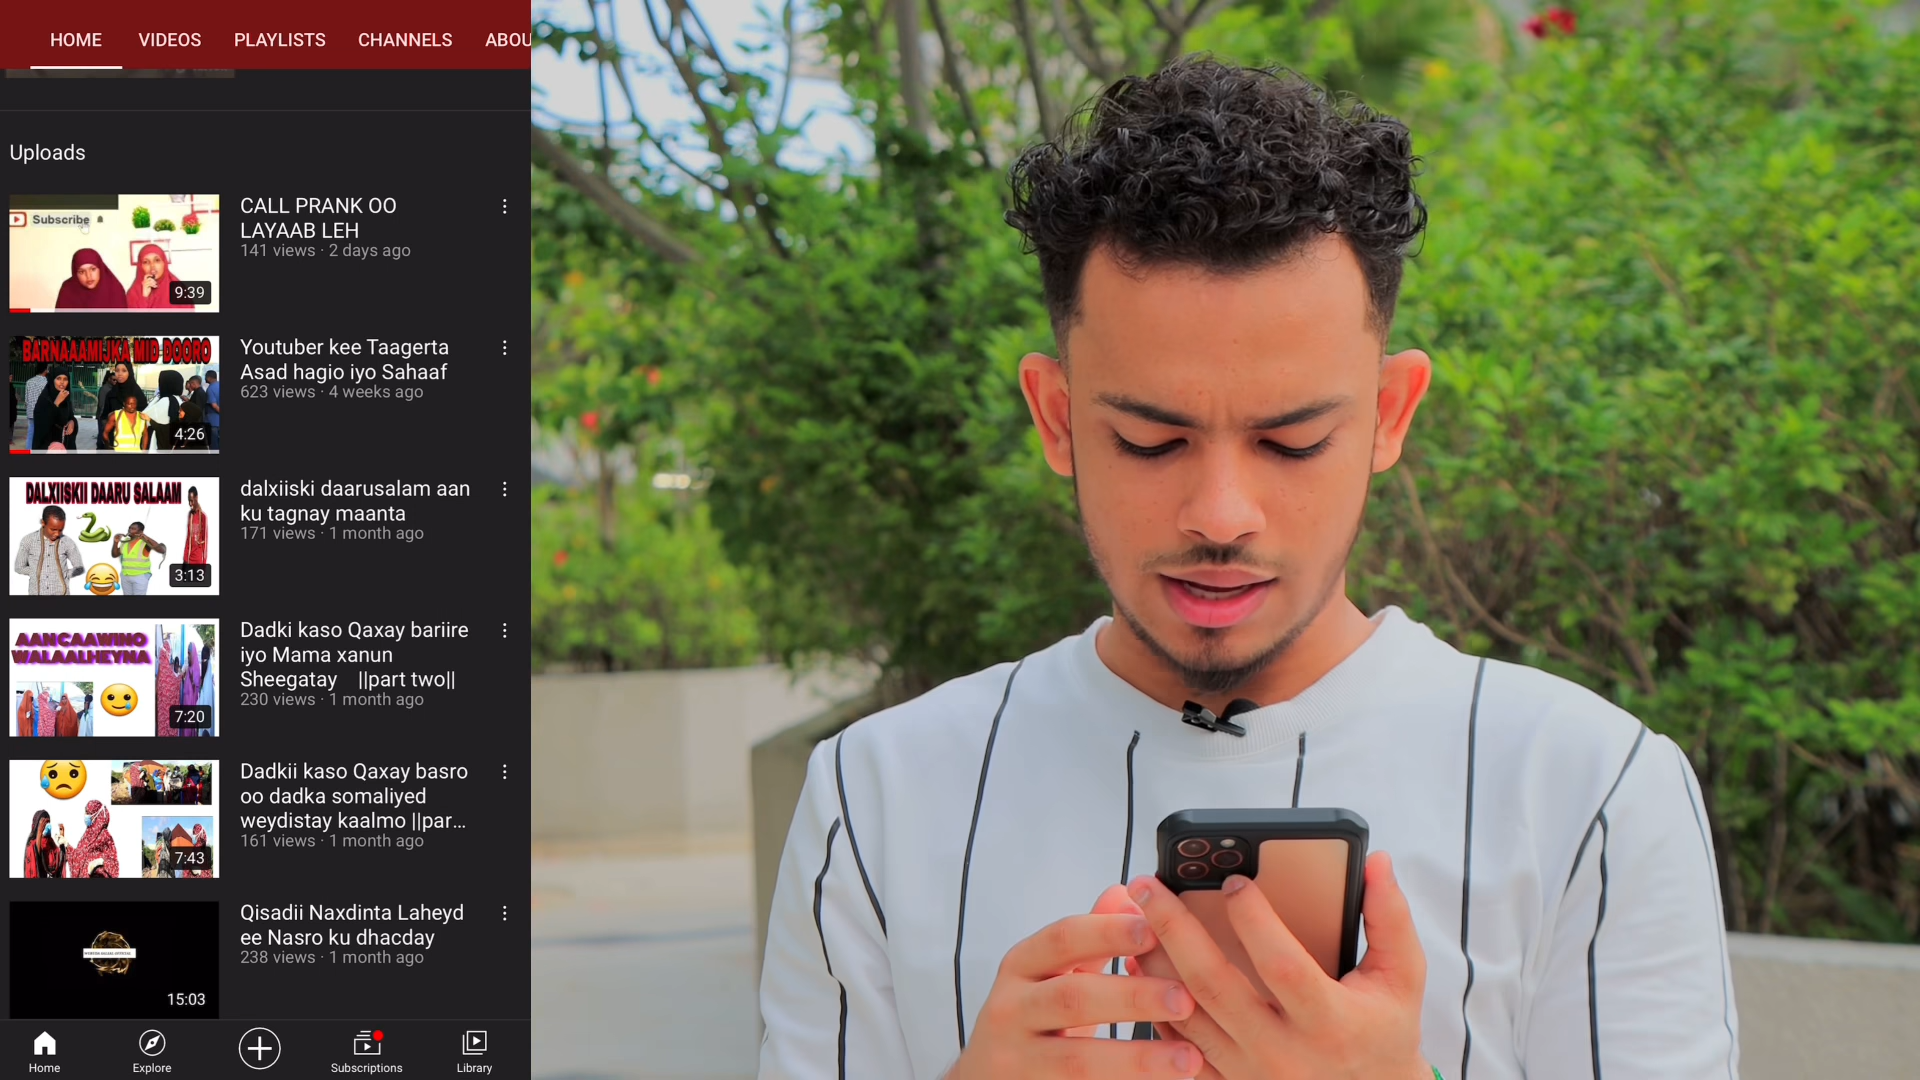 HOME VIDEOS PLAYLISTS CHANNELS ABOU
Uploads
Subscribe
9:39
CALL PRANK OO
LAYAAB LEH
141 views · 2 days ago
BARNAAAMIJKA MID DOORO
4:26
Youtuber kee Taagerta
Asad hagio iyo Sahaaf
623 views · 4 weeks ago
DALXIISKII DAARU SALAAM
3:13
dalxiiski daarusalam aan
ku tagnay maanta
171 views · 1 month ago
AANCAAWINO
WALAALHEYNA
7:20
Dadki kaso Qaxay bariire
iyo Mama xanun
Sheegatay ||part two||
230 views · 1 month ago
7:43
Dadkii kaso Qaxay basro
oo dadka somaliyed
weydistay kaalmo ||par...
161 views · 1 month ago
15:03
Qisadii Naxdinta Laheyd
ee Nasro ku dhacday
238 views · 1 month ago
Home Explore Subscriptions Library